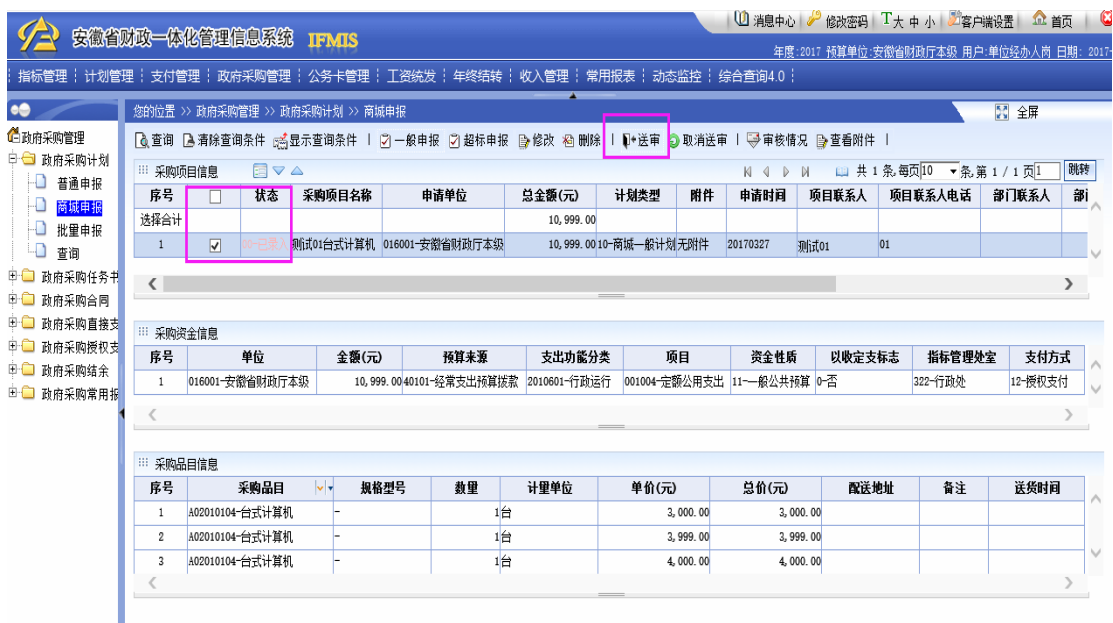 消息中心 修改密码 T大 中 小 客户端设置 首页
安徽省财政一体化管理信息系统 IFMIS
年度:2017 预算单位:安徽省财政厅本级 用户:单位经办人岗 日期: 2017-
指标管理 计划管理 支付管理 政府采购管理 公务卡管理 工资统发 年终结转 收入管理 常用报表 动态监控 综合查询4.0
您的位置 >> 政府采购管理 >> 政府采购计划 >> 商城申报 全屏
政府采购管理
政府采购计划
普通申报
商城申报
批量申报
查询
政府采购任务书
政府采购合同
政府采购直接支
政府采购授权支
政府采购结余
政府采购常用报
查询 清除查询条件 显示查询条件 | 一般申报 超标申报 修改 删除 | 送审 取消送审 | 审核情况 查看附件 |
采购项目信息 共 1 条,每页10 条,第 1 / 1 页1 跳转
序号 状态 采购项目名称 申请单位 总金额(元) 计划类型 附件 申请时间 项目联系人 项目联系人电话 部门联系人 部门
选择合计 10,999.00
1 00-已录入 测试01台式计算机 016001-安徽省财政厅本级 10,999.00 10-商城一般计划 无附件 20170327 测试01 01
采购资金信息
序号 单位 金额(元) 预算来源 支出功能分类 项目 资金性质 以收定支标志 指标管理处室 支付方式
1 016001-安徽省财政厅本级 10,999.00 40101-经常支出预算拨款 2010601-行政运行 001004-定额公用支出 11-一般公共预算 0-否 322-行政处 12-授权支付
采购品目信息
序号 采购品目 规格型号 数量 计量单位 单价(元) 总价(元) 配送地址 备注 送货时间
1 A02010104-台式计算机 - 1 台 3,000.00 3,000.00
2 A02010104-台式计算机 - 1 台 3,999.00 3,999.00
3 A02010104-台式计算机 - 1 台 4,000.00 4,000.00